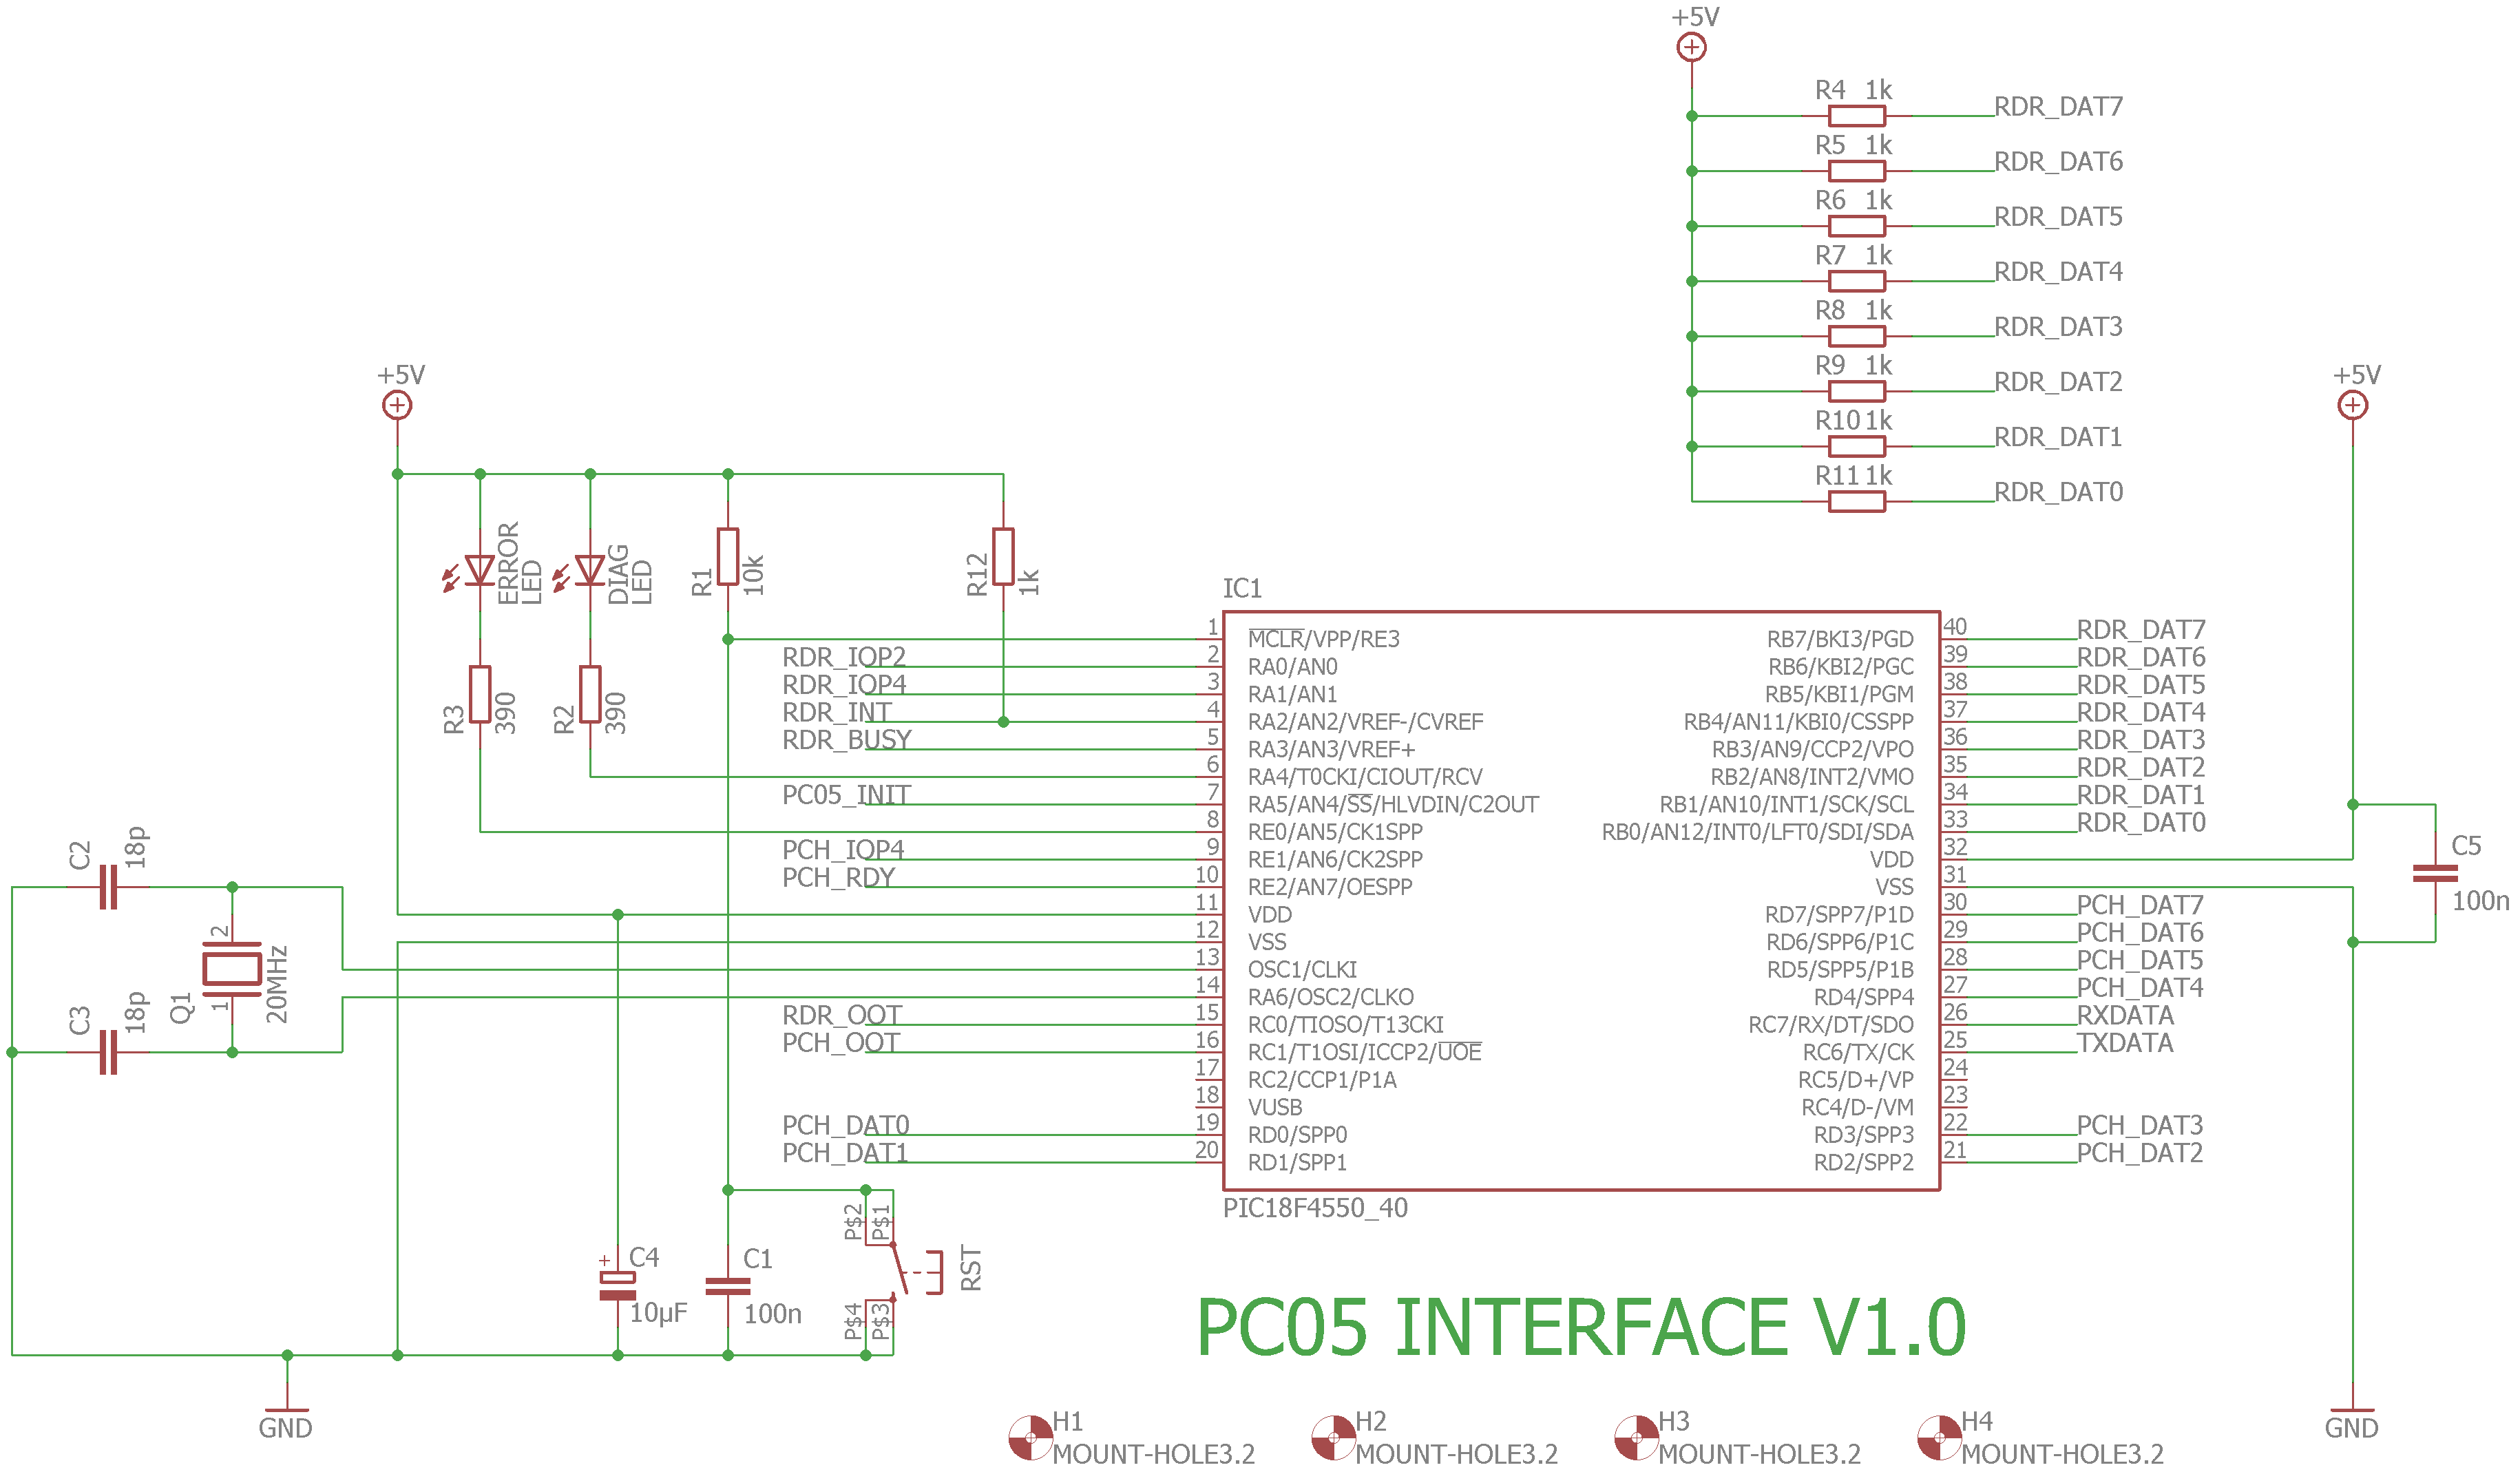 +5V
R4 1k RDR_DAT7
R5 1k RDR_DAT6
R6 1k RDR_DAT5
R7 1k RDR_DAT4
R8 1k RDR_DAT3
R9 1k RDR_DAT2
R10 1k RDR_DAT1
R11 1k RDR_DAT0
+5V
+5V
ERROR
LED
DIAG
LED
R1
10k
R12
1k
R3
390
R2
390
IC1
1 MCLR/VPP/RE3
RDR_IOP2 2 RA0/AN0
RDR_IOP4 3 RA1/AN1
RDR_INT 4 RA2/AN2/VREF-/CVREF
RDR_BUSY 5 RA3/AN3/VREF+
6 RA4/T0CKI/CIOUT/RCV
PC05_INIT 7 RA5/AN4/SS/HLVDIN/C2OUT
8 RE0/AN5/CK1SPP
PCH_IOP4 9 RE1/AN6/CK2SPP
PCH_RDY 10 RE2/AN7/OESPP
11 VDD
12 VSS
13 OSC1/CLKI
14 RA6/OSC2/CLKO
RDR_OOT 15 RC0/TIOSO/T13CKI
PCH_OOT 16 RC1/T1OSI/ICCP2/UOE
17 RC2/CCP1/P1A
18 VUSB
PCH_DAT0 19 RD0/SPP0
PCH_DAT1 20 RD1/SPP1
RB7/BKI3/PGD 40 RDR_DAT7
RB6/KBI2/PGC 39 RDR_DAT6
RB5/KBI1/PGM 38 RDR_DAT5
RB4/AN11/KBI0/CSSPP 37 RDR_DAT4
RB3/AN9/CCP2/VPO 36 RDR_DAT3
RB2/AN8/INT2/VMO 35 RDR_DAT2
RB1/AN10/INT1/SCK/SCL 34 RDR_DAT1
RB0/AN12/INT0/LFT0/SDI/SDA 33 RDR_DAT0
VDD 32
VSS 31
RD7/SPP7/P1D 30 PCH_DAT7
RD6/SPP6/P1C 29 PCH_DAT6
RD5/SPP5/P1B 28 PCH_DAT5
RD4/SPP4 27 PCH_DAT4
RC7/RX/DT/SDO 26 RXDATA
RC6/TX/CK 25 TXDATA
RC5/D+/VP 24
RC4/D-/VM 23
RD3/SPP3 22 PCH_DAT3
RD2/SPP2 21 PCH_DAT2
PIC18F4550_40
C5
100n
C2
18p
C3
18p
2
1
Q1
20MHz
+
C4
10µF
C1
100n
P$2
P$1
P$4
P$3
RST
GND
GND
PC05 INTERFACE V1.0
H1
MOUNT-HOLE3.2
H2
MOUNT-HOLE3.2
H3
MOUNT-HOLE3.2
H4
MOUNT-HOLE3.2